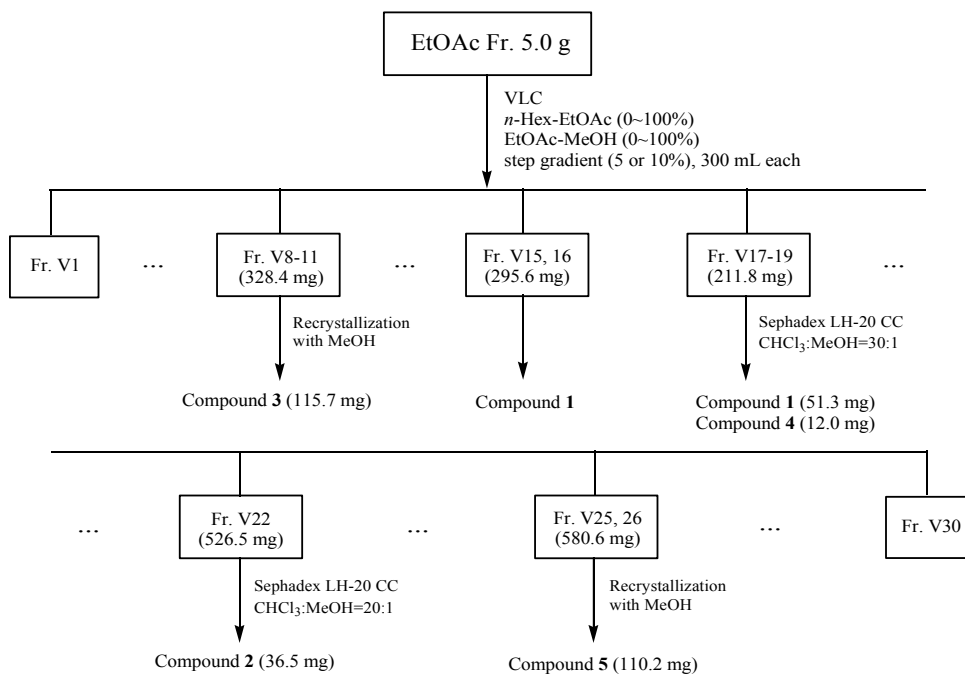 EtOAc Fr. 5.0 g
VLC
n-Hex-EtOAc (0~100%)
EtOAc-MeOH (0~100%)
step gradient (5 or 10%), 300 mL each
Fr. V1
...
Fr. V8-11
(328.4 mg)
...
Fr. V15, 16
(295.6 mg)
Fr. V17-19
(211.8 mg)
...
Recrystallization
with MeOH
Sephadex LH-20 CC
CHCl₃:MeOH=30:1
Compound 3 (115.7 mg)
Compound 1
Compound 1 (51.3 mg)
Compound 4 (12.0 mg)
...
Fr. V22
(526.5 mg)
...
Fr. V25, 26
(580.6 mg)
...
Fr. V30
Sephadex LH-20 CC
CHCl₃:MeOH=20:1
Recrystallization
with MeOH
Compound 2 (36.5 mg)
Compound 5 (110.2 mg)